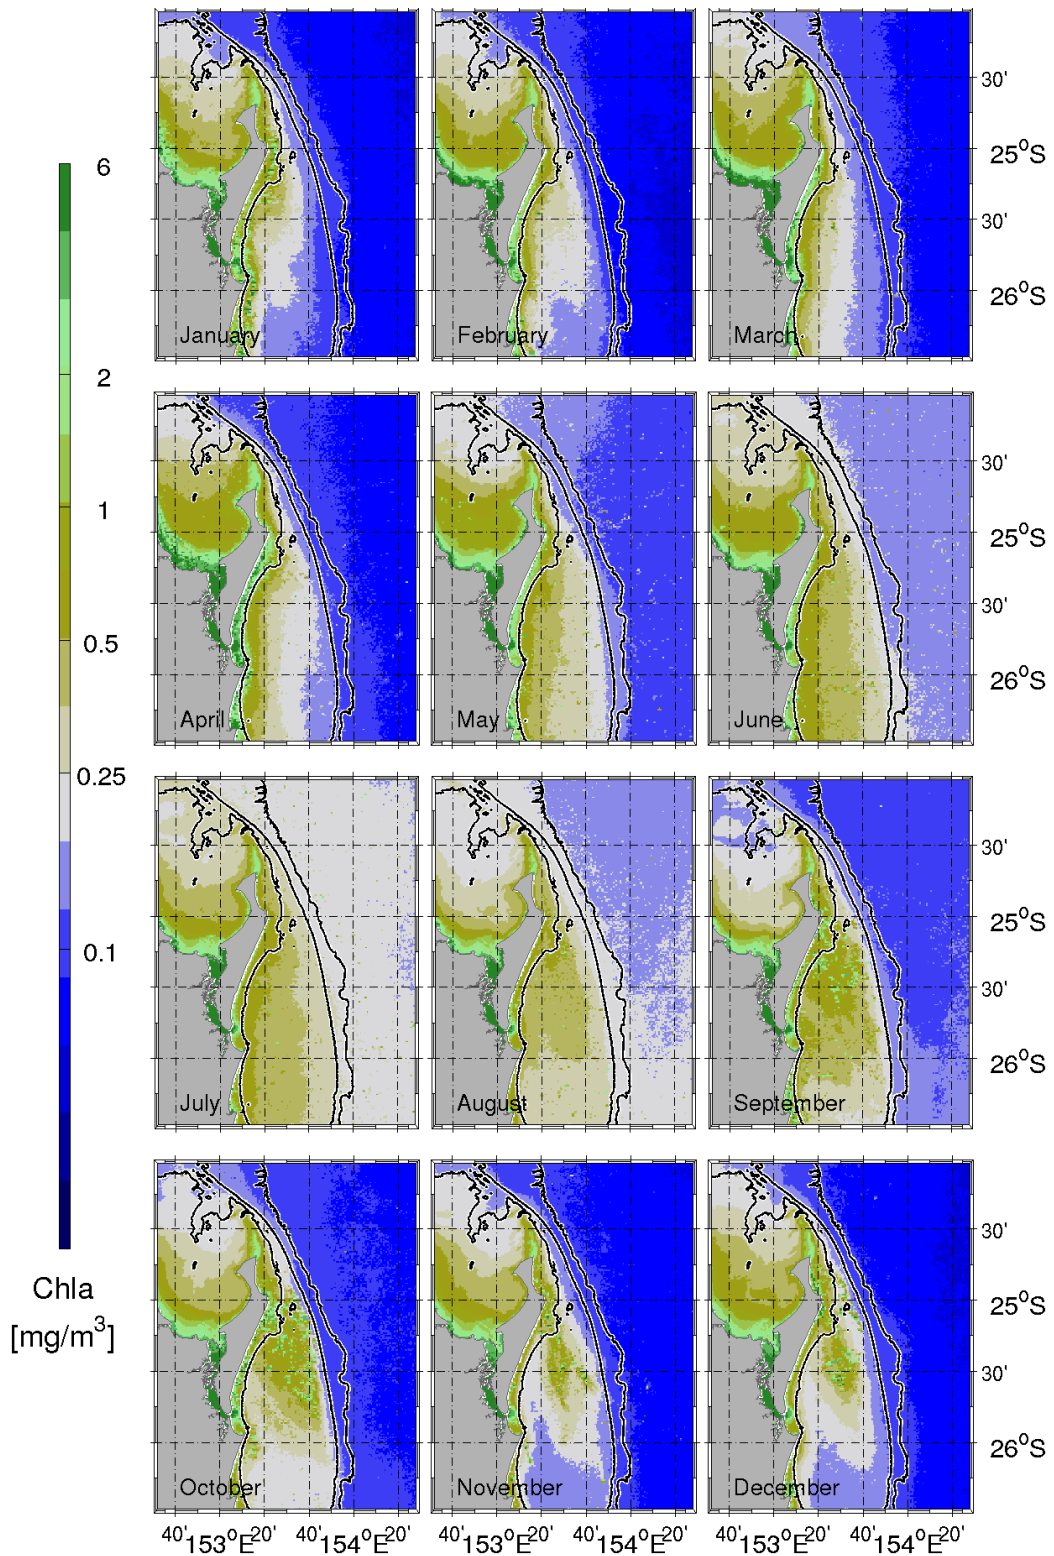 January
February
March
30'
25°S
30'
26°S
April
May
June
30'
25°S
30'
26°S
July
August
September
30'
25°S
30'
26°S
October
November
December
30'
25°S
30'
26°S
40' 153°E 20' 40' 154°E 20'
40' 153°E 20' 40' 154°E 20'
40' 153°E 20' 40' 154°E 20'
6
2
1
0.5
0.25
0.1
Chla
[mg/m³]